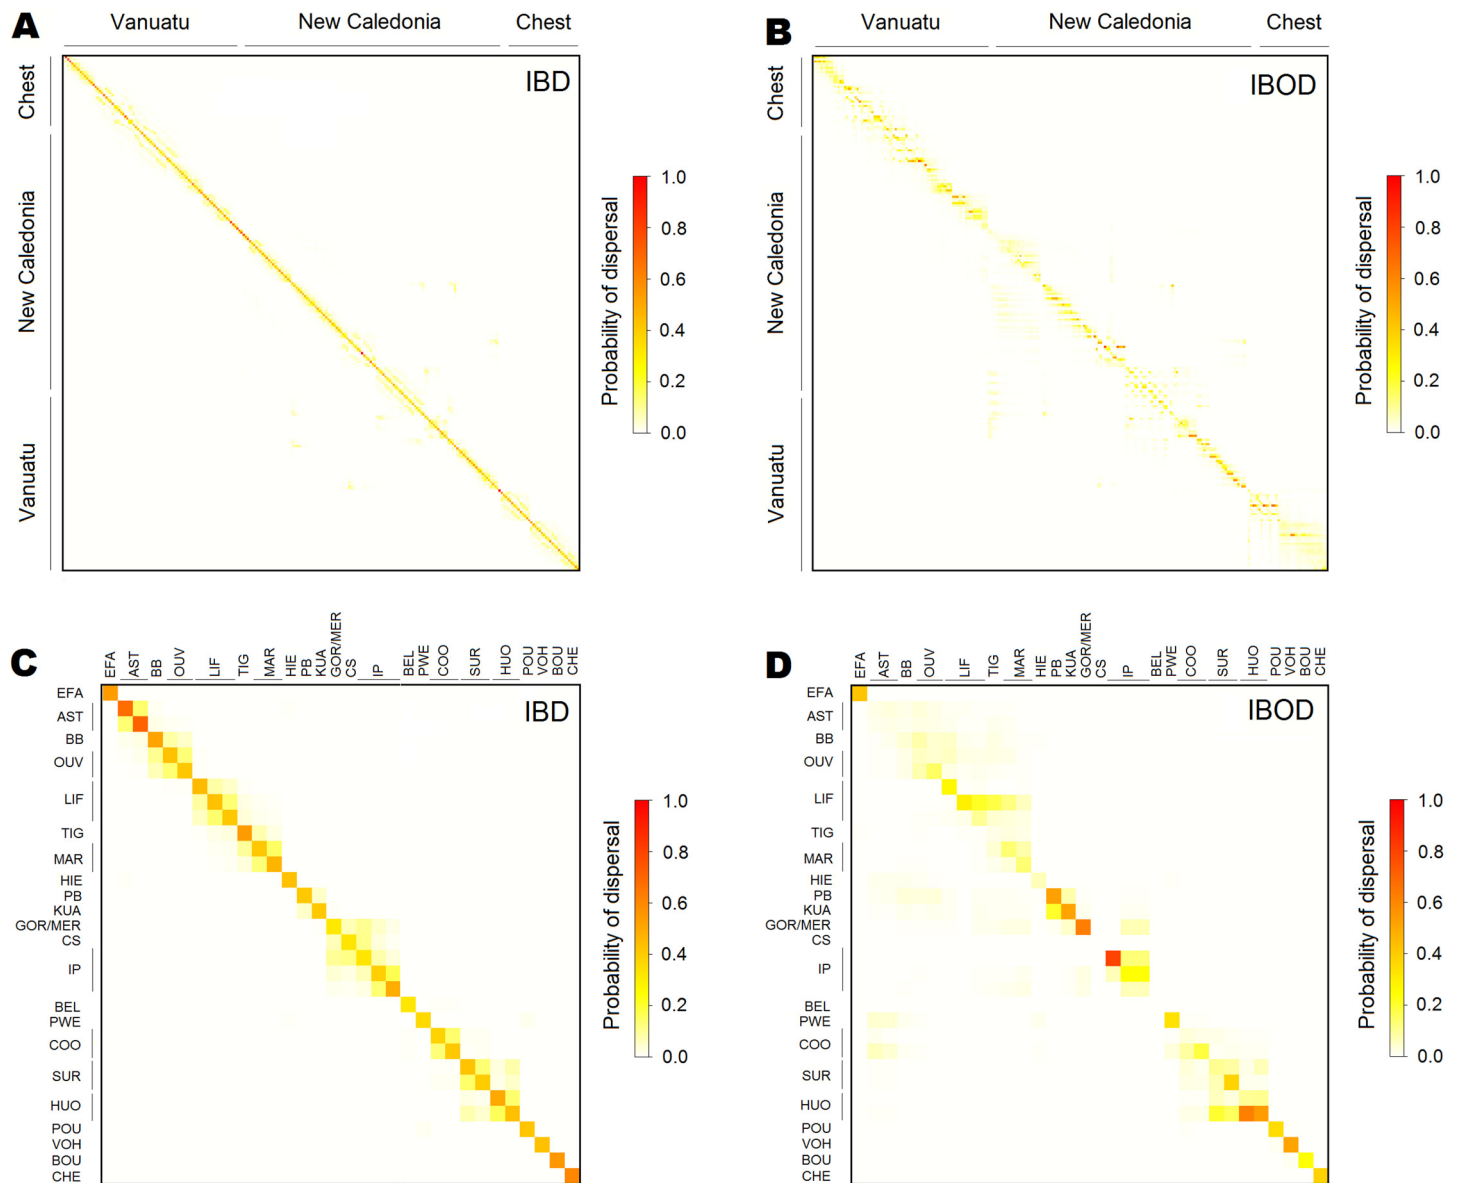 A
Vanuatu New Caledonia Chest
IBD
Chest
New Caledonia
Vanuatu
Probability of dispersal
1.0
0.8
0.6
0.4
0.2
0.0
B
Vanuatu New Caledonia Chest
IBOD
Chest
New Caledonia
Vanuatu
Probability of dispersal
1.0
0.8
0.6
0.4
0.2
0.0
C
EFA AST BB OUV LIF TIG MAR HIE PB KUA GOR/MER CS IP BEL PWE COO SUR HUO POU VOH BOU CHE
IBD
EFA
AST
BB
OUV
LIF
TIG
MAR
HIE
PB
KUA
GOR/MER
CS
IP
BEL
PWE
COO
SUR
HUO
POU
VOH
BOU
CHE
Probability of dispersal
1.0
0.8
0.6
0.4
0.2
0.0
D
EFA AST BB OUV LIF TIG MAR HIE PB KUA GOR/MER CS IP BEL PWE COO SUR HUO POU VOH BOU CHE
IBOD
EFA
AST
BB
OUV
LIF
TIG
MAR
HIE
PB
KUA
GOR/MER
CS
IP
BEL
PWE
COO
SUR
HUO
POU
VOH
BOU
CHE
Probability of dispersal
1.0
0.8
0.6
0.4
0.2
0.0